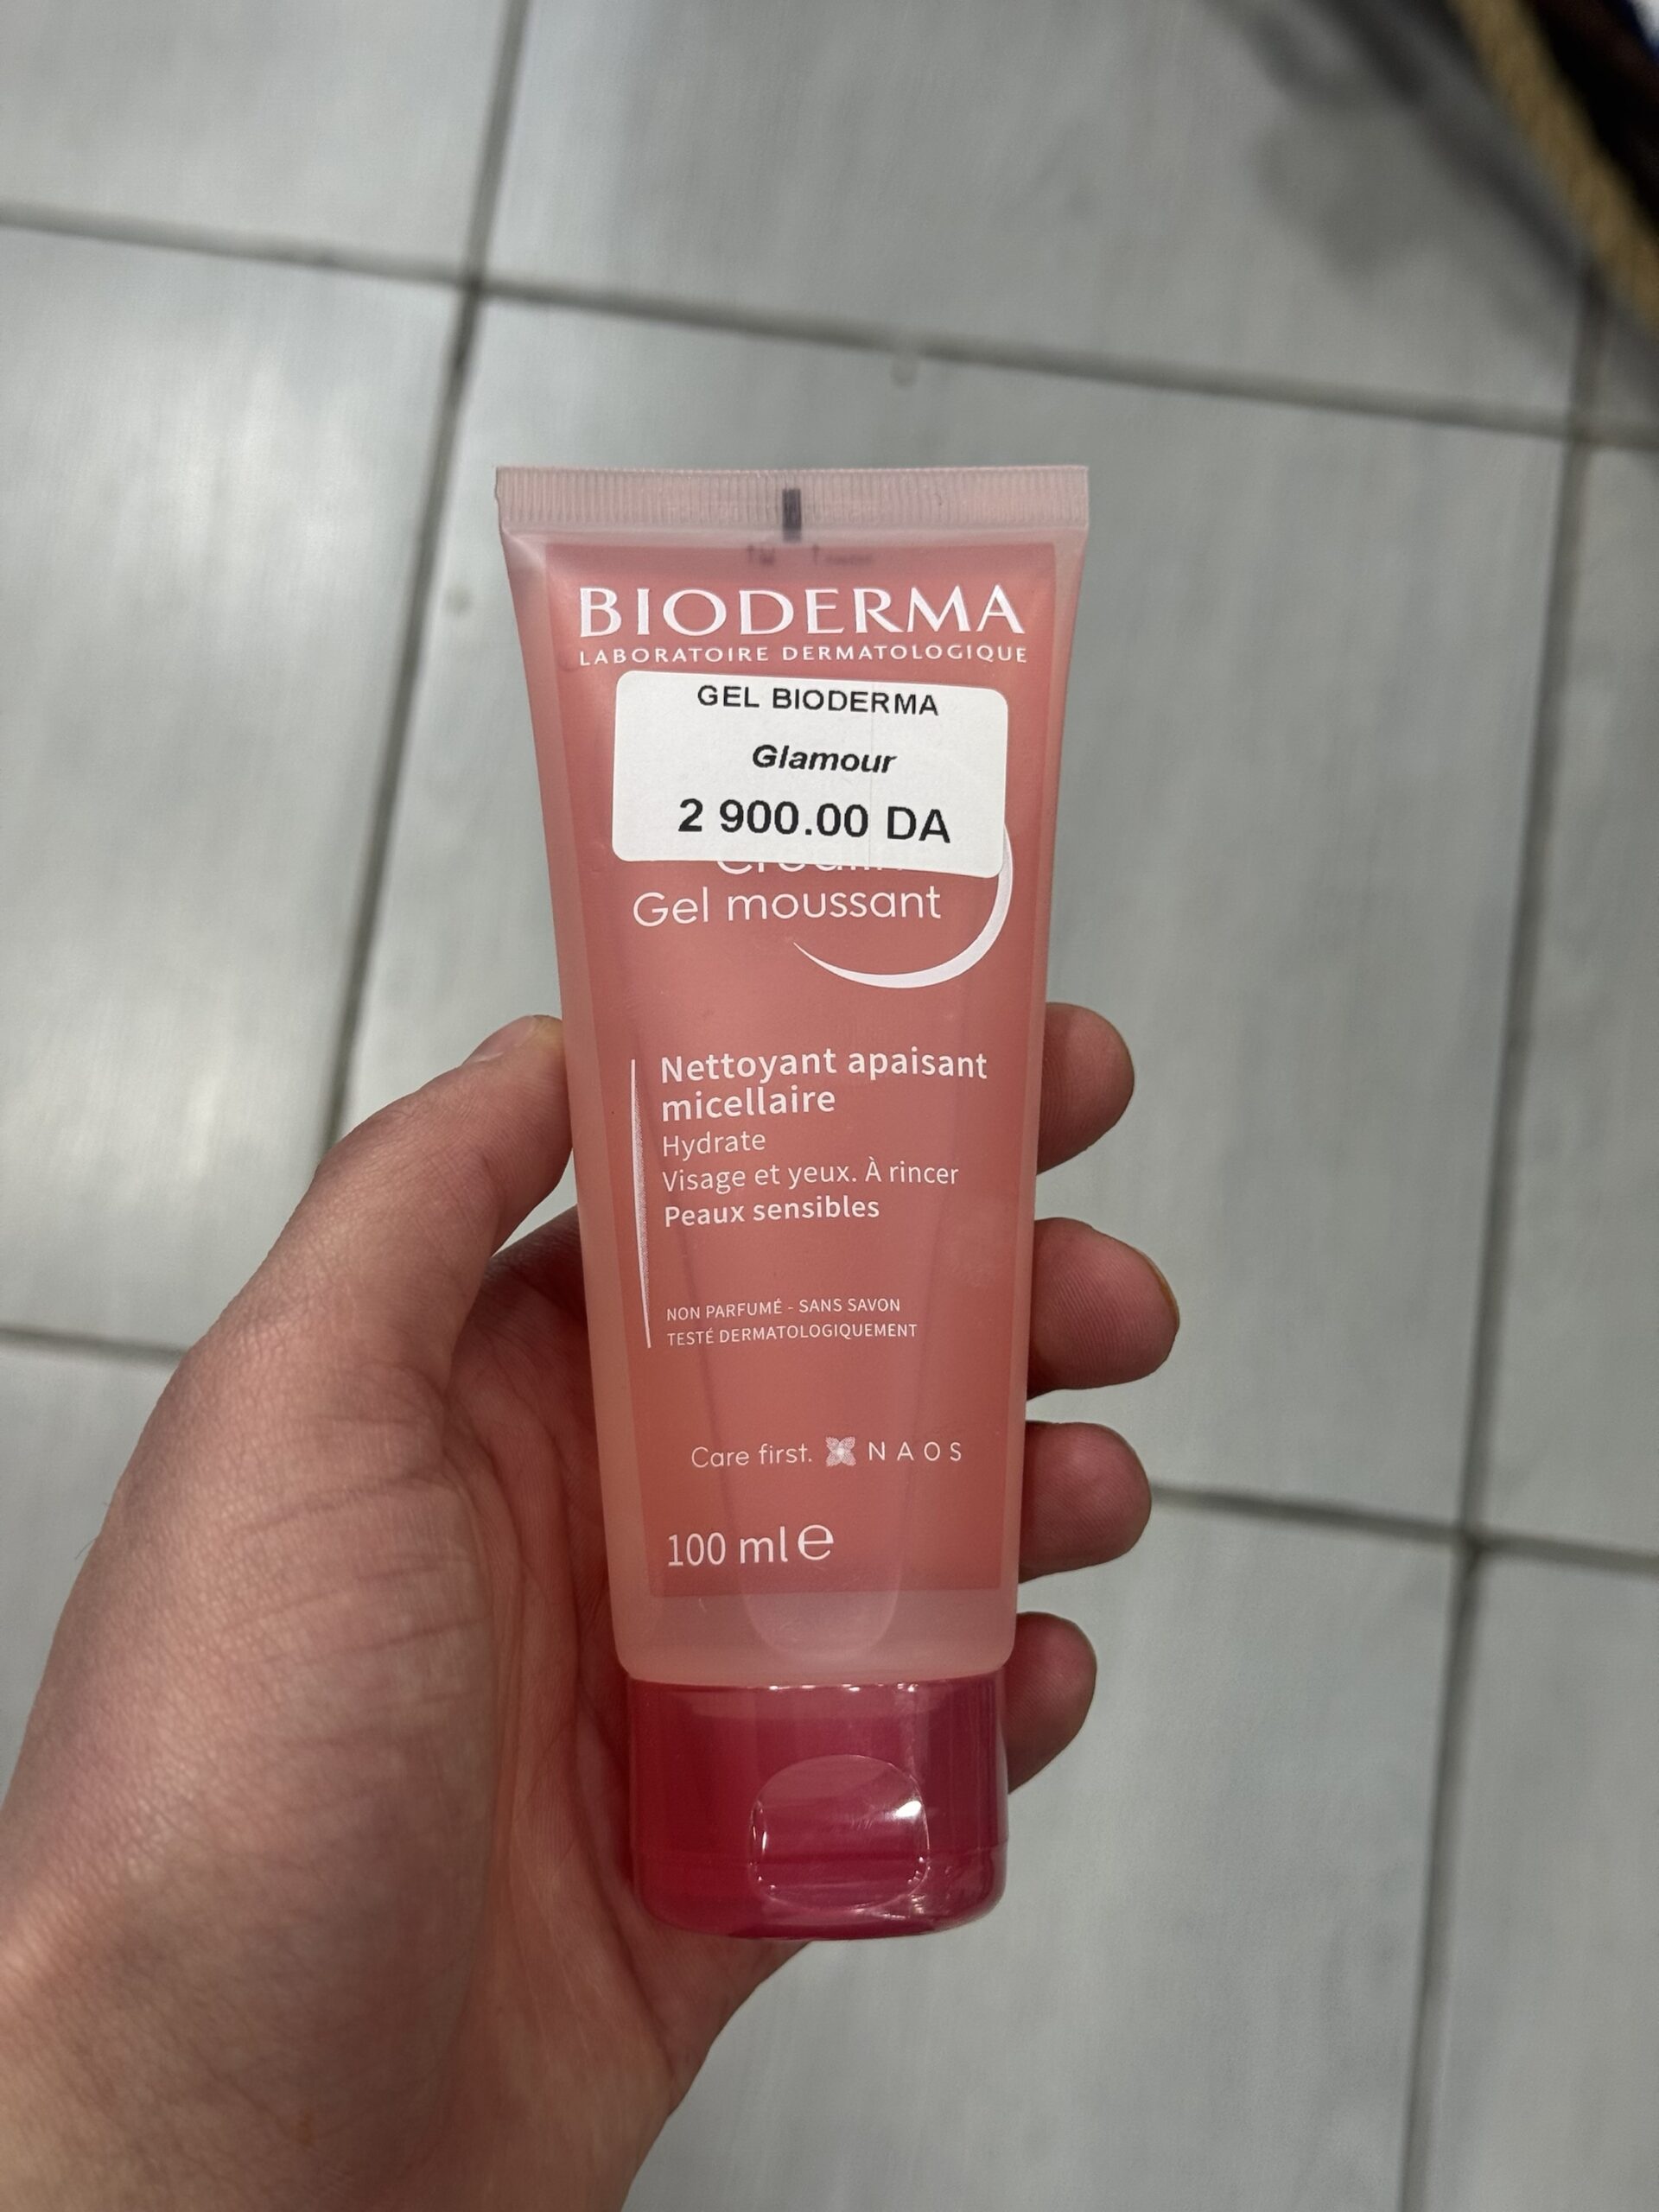 BIODERMA
LABORATOIRE DERMATOLOGIQUE
GEL BIODERMA
Glamour
2 900.00 DA
Gel moussant
Nettoyant apaisant
micellaire
Hydrate
Visage et yeux. À rincer
Peaux sensibles
NON PARFUMÉ - SANS SAVON
TESTÉ DERMATOLOGIQUEMENT
Care first. NAOS
100 ml e